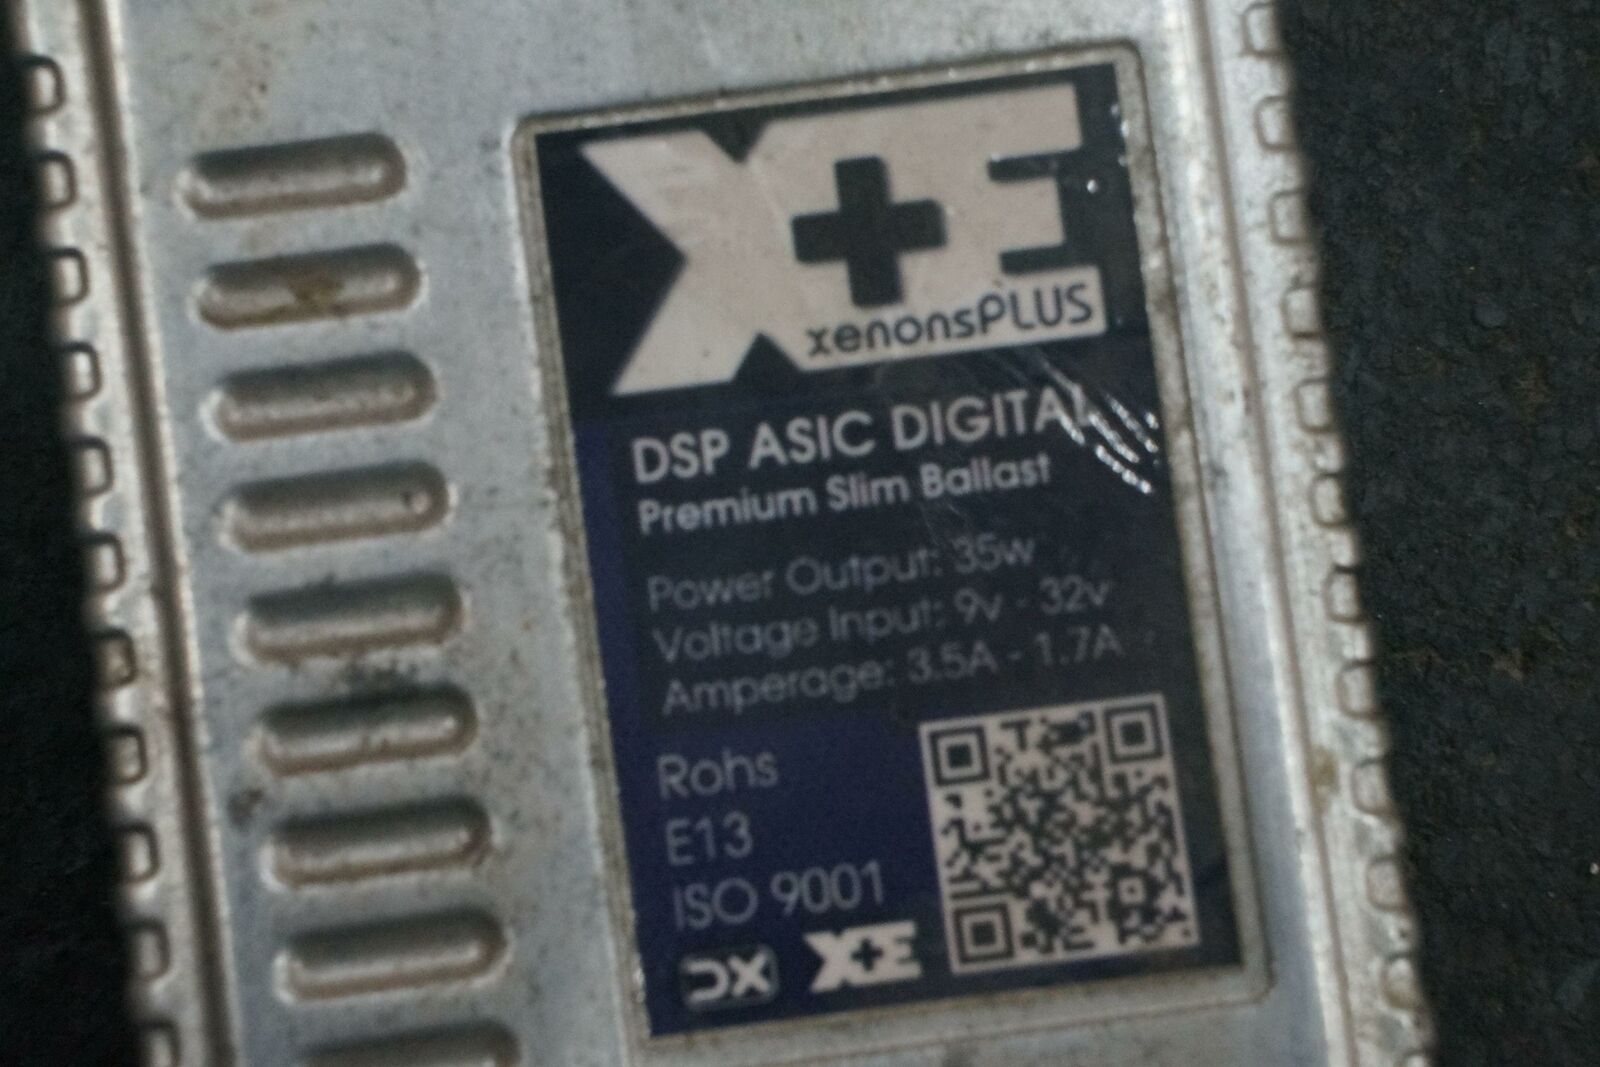 X+E
xenonsPLUS
DSP ASIC DIGITAL
Premium Slim Ballast
Power Output: 35w
Voltage Input: 9v - 32v
Amperage: 3.5A - 1.7A
Rohs
E13
ISO 9001
DX X+E